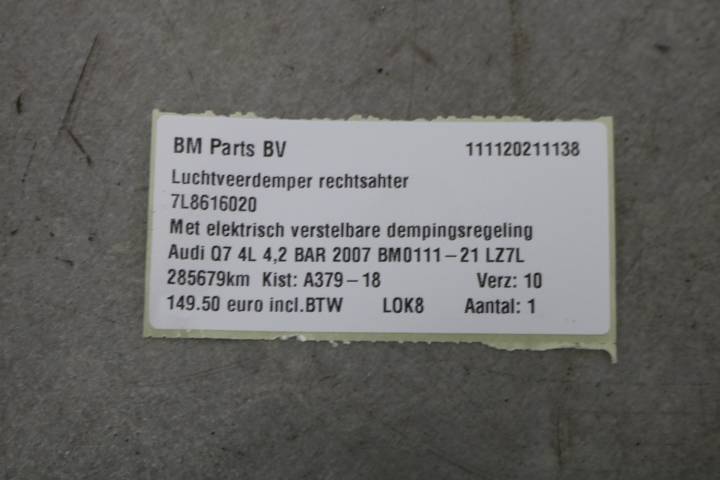 BM Parts BV 111120211138
Luchtveerdemper rechtsahter
7L8616020
Met elektrisch verstelbare dempingsregeling
Audi Q7 4L 4,2 BAR 2007 BM0111-21 LZ7L
285679km Kist: A379-18 Verz: 10
149.50 euro incl.BTW LOK8 Aantal: 1